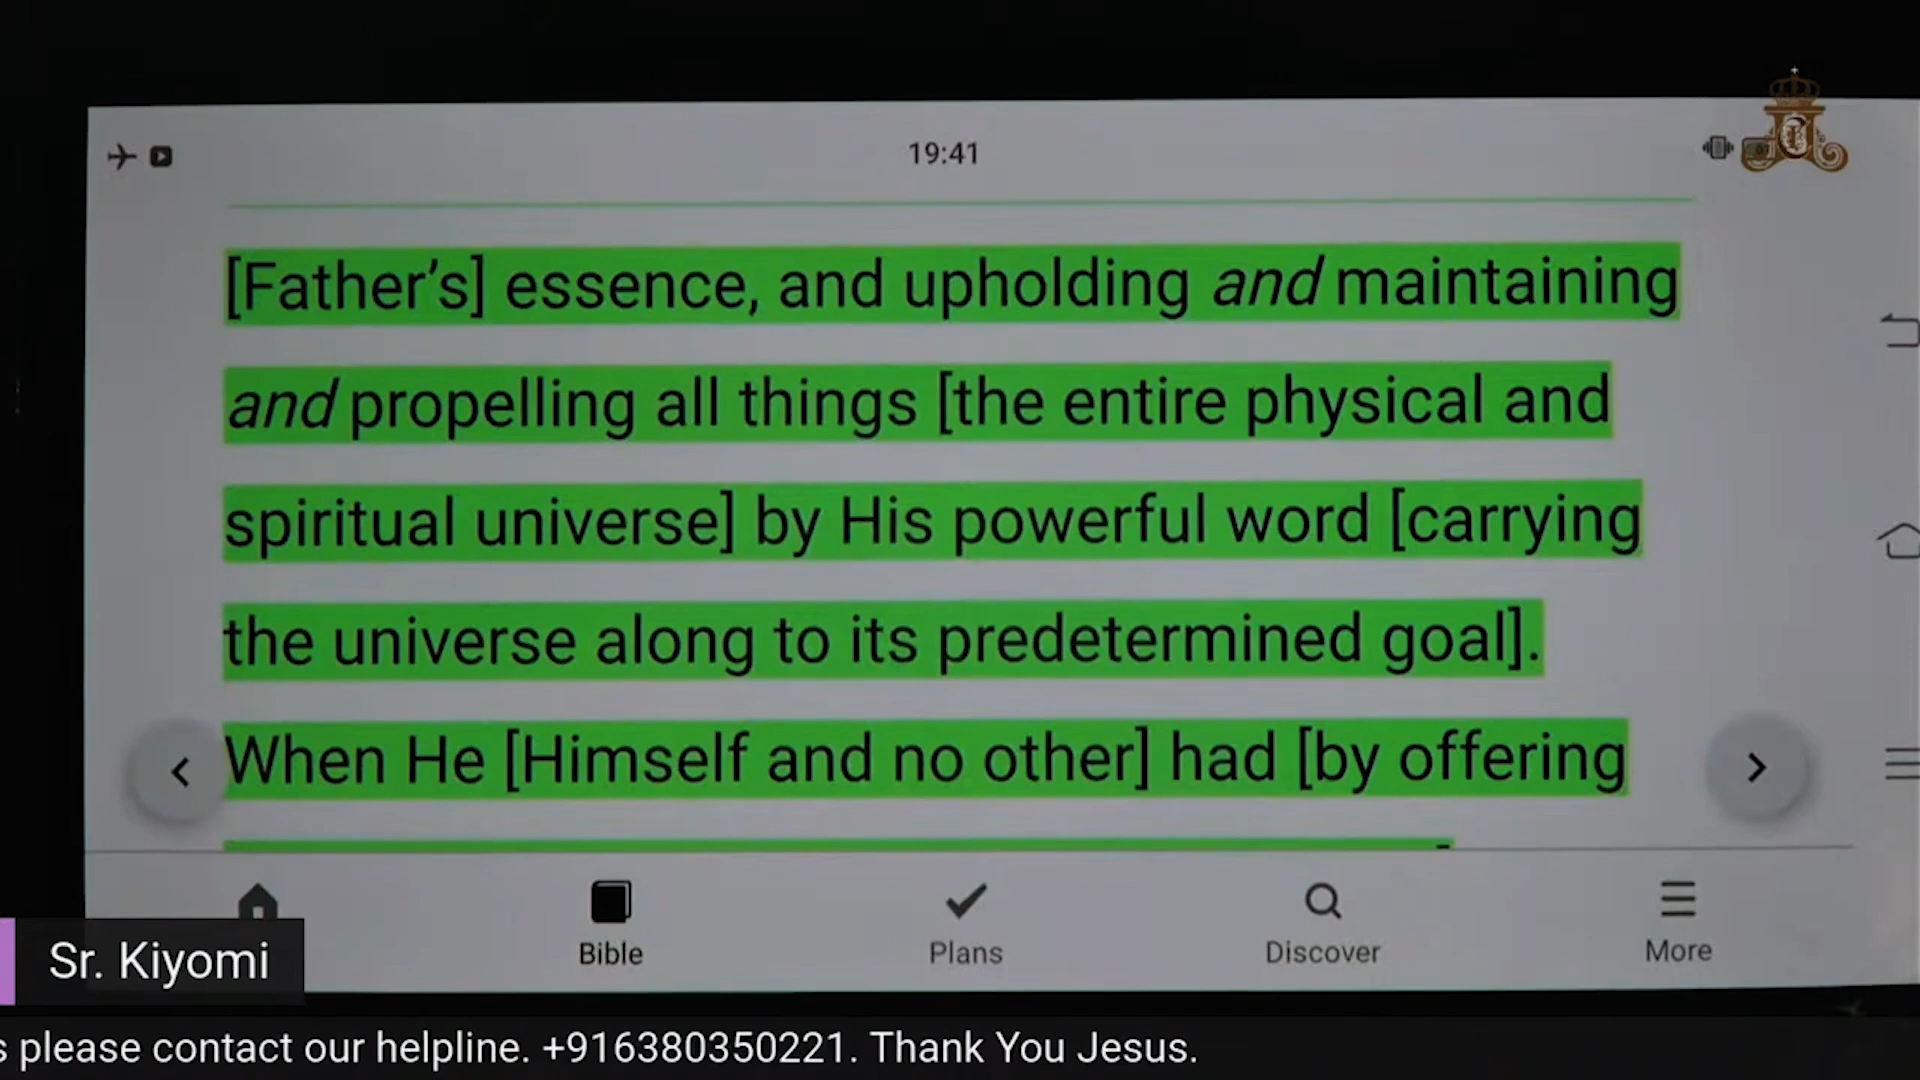 19:41
[Father’s] essence, and upholding and maintaining
and propelling all things [the entire physical and
spiritual universe] by His powerful word [carrying
the universe along to its predetermined goal].
When He [Himself and no other] had [by offering
Bible
Plans
Discover
More
Sr. Kiyomi
s please contact our helpline. +916380350221. Thank You Jesus.